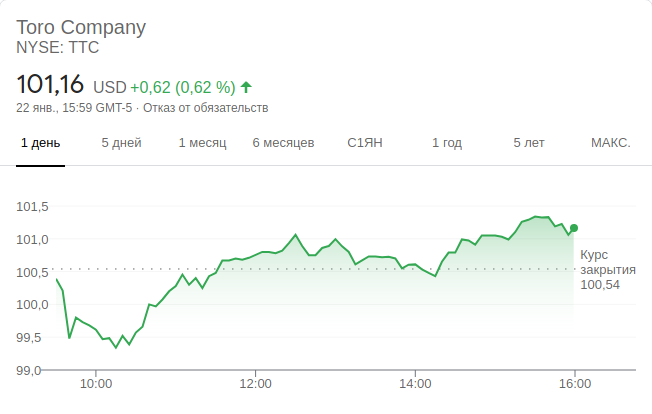 Toro Company
NYSE: TTC
101,16 USD +0,62 (0,62 %)
22 янв., 15:59 GMT-5 · Отказ от обязательств
1 день 5 дней 1 месяц 6 месяцев С1ЯН 1 год 5 лет МАКС.
101,5
101,0
100,5
100,0
99,5
99,0
Курс
закрытия
100,54
10:00 12:00 14:00 16:00